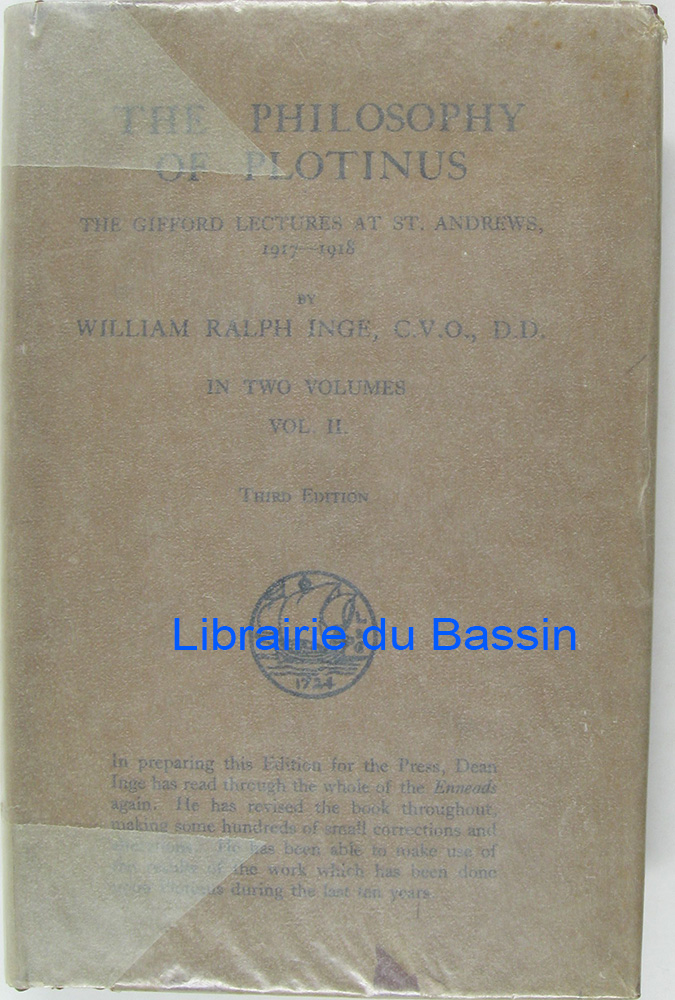 THE PHILOSOPHY
OF PLOTINUS
THE GIFFORD LECTURES AT ST. ANDREWS,
1917—1918
BY
WILLIAM RALPH INGE, C.V.O., D.D.
IN TWO VOLUMES
VOL. II.
THIRD EDITION
Librairie du Bassin
1724
In preparing this Edition for the Press, Dean
Inge has read through the whole of the Enneads
again. He has revised the book throughout,
making some hundreds of small corrections and
He has been able to make use of
the results of the work which has been done
upon Plotinus during the last ten years